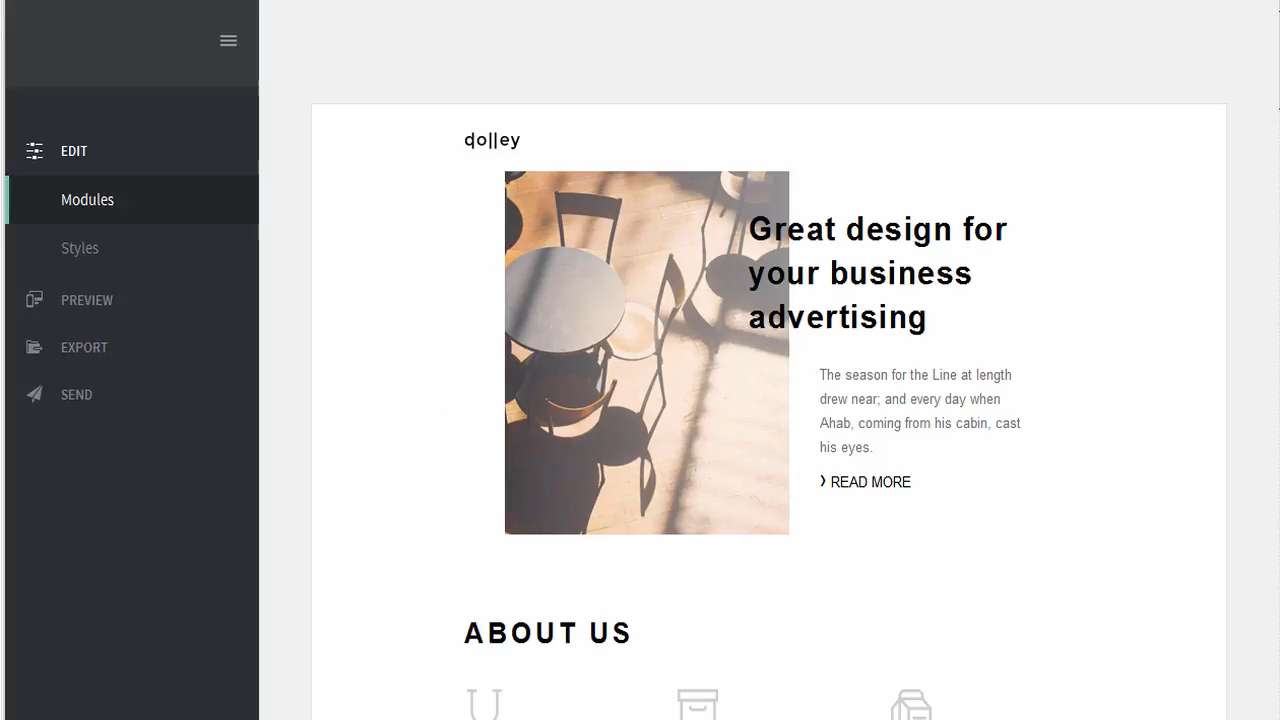 EDIT
Modules
Styles
PREVIEW
EXPORT
SEND
dolley
Great design for
your business
advertising
The season for the Line at length
drew near; and every day when
Ahab, coming from his cabin, cast
his eyes.
› READ MORE
ABOUT US